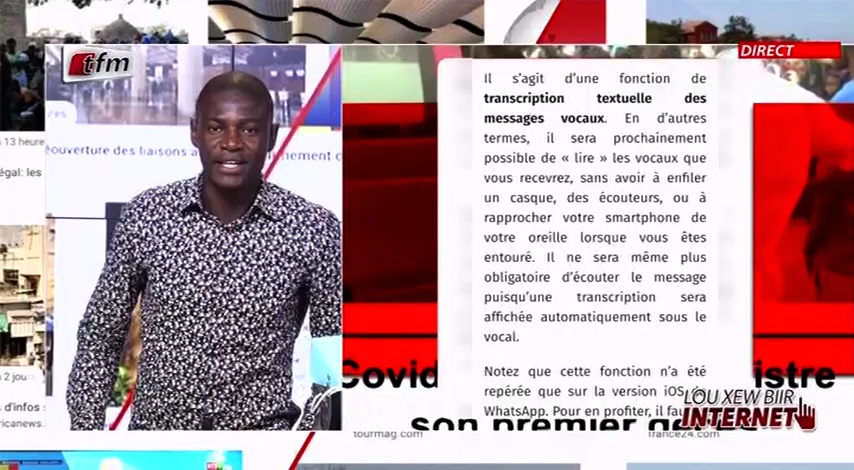 tfm
DIRECT
zes
éouverture des liaisons a
nement
13 heure
égal: les
Il s'agit d'une fonction de
transcription textuelle des
messages vocaux. En d'autres
termes, il sera prochainement
possible de « lire » les vocaux que
vous recevrez, sans avoir à enfiler
un casque, des écouteurs, ou à
rapprocher votre smartphone de
votre oreille lorsque vous êtes
entouré. Il ne sera même plus
obligatoire d'écouter le message
puisqu'une transcription sera
affichée automatiquement sous le
vocal.
Notez que cette fonction n'a été
repérée que sur la version iOS
WhatsApp. Pour en profiter, il
2 jou
s d'infos :
ricanews.
Covid
istre
son premier
LOU XEW BIIR
INTERNET
tourmag.com
france24.com